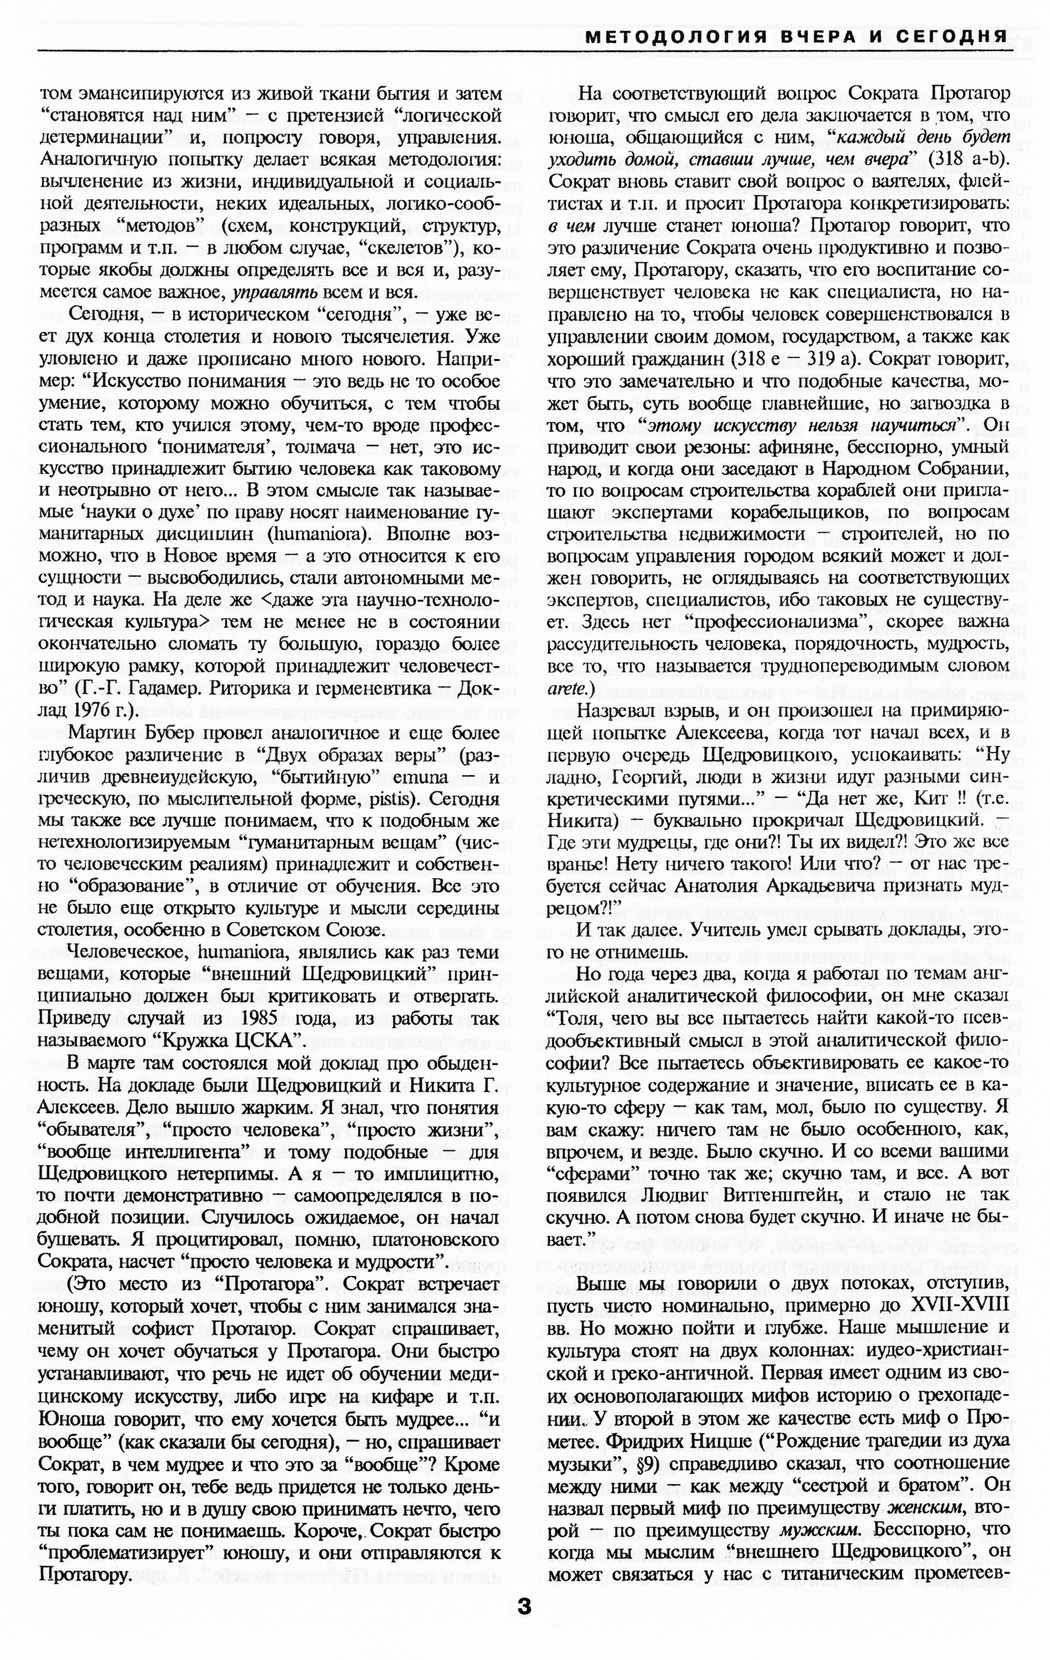 МЕТОДОЛОГИЯ ВЧЕРА И СЕГОДНЯ
том эмансипируются из живой ткани бытия и затем
“становятся над ним” — с претензией “логической
детерминации” и, попросту говоря, управления.
Аналогичную попытку делает всякая методология:
вычленение из жизни, индивидуальной и социаль-
ной деятельности, неких идеальных, логико-сооб-
разных “методов” (схем, конструкций, структур,
программ и т.п. — в любом случае, “скелетов”), ко-
торые якобы должны определять все и вся и, разу-
меется самое важное, управлять всем и вся.
Сегодня, — в историческом “сегодня”, — уже ве-
ет дух конца столетия и нового тысячелетия. Уже
уловлено и даже прописано много нового. Напри-
мер: “Искусство понимания — это ведь не то особое
умение, которому можно обучиться, с тем чтобы
стать тем, кто учился этому, чем-то вроде профес-
сионального ‘понимателя’, толмача — нет, это ис-
кусство принадлежит бытию человека как таковому
и неотрывно от него... В этом смысле так называе-
мые ‘науки о духе’ по праву носят наименование гу-
манитарных дисциплин (humaniora). Вполне воз-
можно, что в Новое время — а это относится к его
сущности — высвободились, стали автономными ме-
тод и наука. На деле же <даже эта научно-техноло-
гическая культура> тем не менее не в состоянии
окончательно сломать ту большую, гораздо более
широкую рамку, которой принадлежит человечест-
во” (Г.-Г. Гадамер. Риторика и герменевтика — Док-
лад 1976 г.).
Мартин Бубер провел аналогичное и еще более
глубокое различение в “Двух образах веры” (раз-
личив древнеиудейскую, “бытийную” emuna — и
греческую, по мыслительной форме, pistis). Сегодня
мы также все лучше понимаем, что к подобным же
нетехнологизируемым “гуманитарным вещам” (чис-
то человеческим реалиям) принадлежит и собствен-
но “образование”, в отличие от обучения. Все это
не было еще открыто культуре и мысли середины
столетия, особенно в Советском Союзе.
Человеческое, humaniora, являлись как раз теми
вещами, которые “внешний Щедровицкий” прин-
ципиально должен был критиковать и отвергать.
Приведу случай из 1985 года, из работы так
называемого “Кружка ЦСКА”.
В марте там состоялся мой доклад про обыден-
ность. На докладе были Щедровицкий и Никита Г.
Алексеев. Дело вышло жарким. Я знал, что понятия
“обывателя”, “просто человека”, “просто жизни”,
“вообще интеллигента” и тому подобные — для
Щедровицкого нетерпимы. А я — то имплицитно,
то почти демонстративно — самоопределялся в по-
добной позиции. Случилось ожидаемое, он начал
бушевать. Я процитировал, помню, платоновского
Сократа, насчет “просто человека и мудрости”.
(Это место из “Протагора”. Сократ встречает
юношу, который хочет, чтобы с ним занимался зна-
менитый софист Протагор. Сократ спрашивает,
чему он хочет обучаться у Протагора. Они быстро
устанавливают, что речь не идет об обучении меди-
цинскому искусству, либо игре на кифаре и т.п.
Юноша говорит, что ему хочется быть мудрее... “и
вообще” (как сказали бы сегодня), — но, спрашивает
Сократ, в чем мудрее и что это за “вообще”? Кроме
того, говорит он, тебе ведь придется не только день-
ги платить, но и в душу свою принимать нечто, чего
ты пока сам не понимаешь. Короче, Сократ быстро
“проблематизирует” юношу, и они отправляются к
Протагору.
На соответствующий вопрос Сократа Протагор
говорит, что смысл его дела заключается в том, что
юноша, общающийся с ним, “каждый день будет
уходить домой, ставши лучше, чем вчера” (318 a-b).
Сократ вновь ставит свой вопрос о ваятелях, флей-
тистах и т.п. и просит Протагора конкретизировать:
в чем лучше станет юноша? Протагор говорит, что
это различение Сократа очень продуктивно и позво-
ляет ему, Протагору, сказать, что его воспитание со-
вершенствует человека не как специалиста, но на-
правлено на то, чтобы человек совершенствовался в
управлении своим домом, государством, а также как
хороший гражданин (318 е — 319 а). Сократ говорит,
что это замечательно и что подобные качества, мо-
жет быть, суть вообще главнейшие, но загвоздка в
том, что “этому искусству нельзя научиться”. Он
приводит свои резоны: афиняне, бесспорно, умный
народ, и когда они заседают в Народном Собрании,
то по вопросам строительства кораблей они пригла-
шают экспертами корабельщиков, по вопросам
строительства недвижимости — строителей, но по
вопросам управления городом всякий может и дол-
жен говорить, не оглядываясь на соответствующих
экспертов, специалистов, ибо таковых не существу-
ет. Здесь нет “профессионализма”, скорее важна
рассудительность человека, порядочность, мудрость,
все то, что называется труднопереводимым словом
arete.)
Назревал взрыв, и он произошел на примиряю-
щей попытке Алексеева, когда тот начал всех, и в
первую очередь Щедровицкого, успокаивать: “Ну
ладно, Георгий, люди в жизни идут разными син-
кретическими путями...” — “Да нет же, Кит !! (т.е.
Никита) — буквально прокричал Щедровицкий. —
Где эти мудрецы, где они?! Ты их видел?! Это же все
вранье! Нету ничего такого! Или что? — от нас тре-
буется сейчас Анатолия Аркадьевича признать муд-
рецом?!”
И так далее. Учитель умел срывать доклады, это-
го не отнимешь.
Но года через два, когда я работал по темам анг-
лийской аналитической философии, он мне сказал
“Толя, чего вы все пытаетесь найти какой-то псев-
дообъективный смысл в этой аналитической фило-
софии? Все пытаетесь объективировать ее какое-то
культурное содержание и значение, вписать ее в ка-
кую-то сферу — как там, мол, было по существу. Я
вам скажу: ничего там не было особенного, как,
впрочем, и везде. Было скучно. И со всеми вашими
“сферами” точно так же; скучно там, и все. А вот
появился Людвиг Витгенштейн, и стало не так
скучно. А потом снова будет скучно. И иначе не бы-
вает.”
Выше мы говорили о двух потоках, отступив,
пусть чисто номинально, примерно до XVII-XVIII
вв. Но можно пойти и глубже. Наше мышление и
культура стоят на двух колоннах: иудео-христиан-
ской и греко-античной. Первая имеет одним из сво-
их основополагающих мифов историю о грехопаде-
нии. У второй в этом же качестве есть миф о Про-
метее. Фридрих Ницше (“Рождение трагедии из духа
музыки”, §9) справедливо сказал, что соотношение
между ними — как между “сестрой и братом”. Он
назвал первый миф по преимуществу женским, вто-
рой — по преимуществу мужским. Бесспорно, что
когда мы мыслим “внешнего Щедровицкого”, он
может связаться у нас с титаническим прометеев-
3